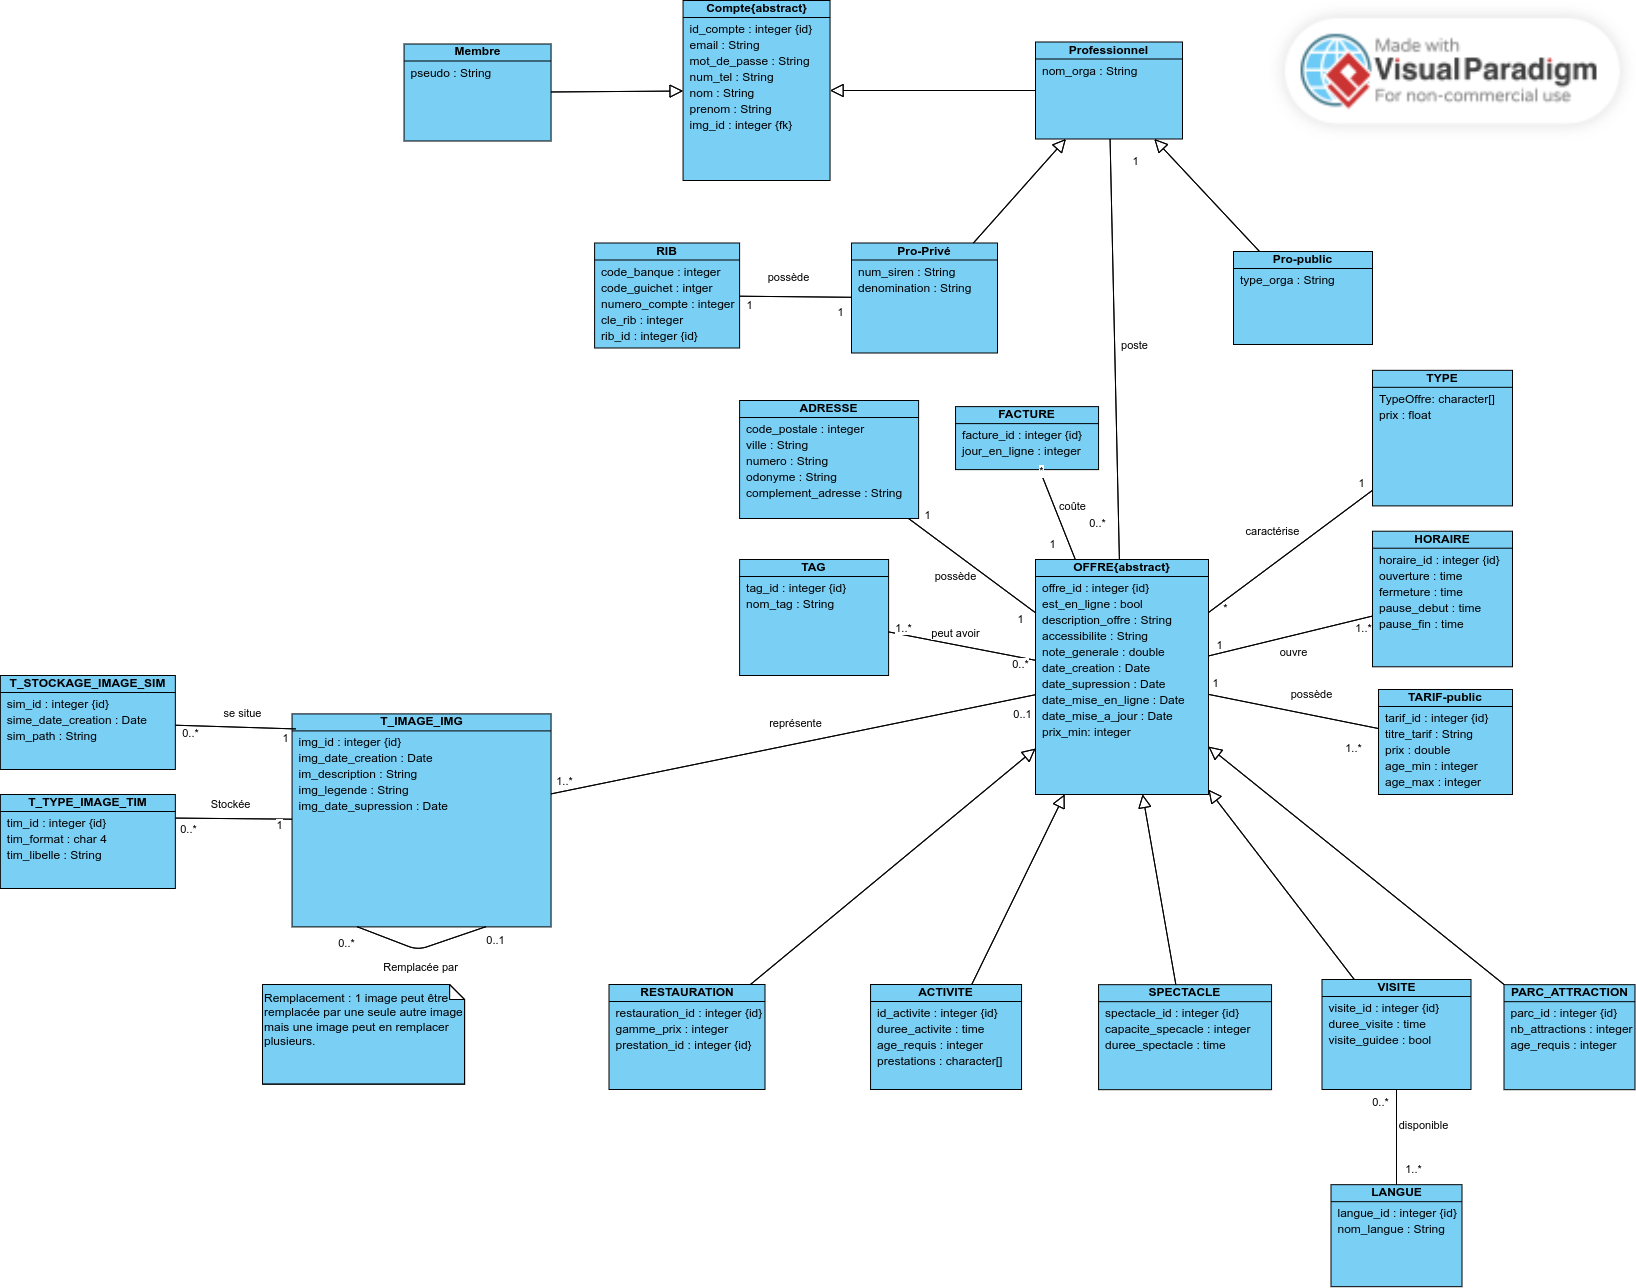 Compte{abstract}
id_compte : integer {id}
email : String
mot_de_passe : String
num_tel : String
nom : String
prenom : String
img_id : integer {fk}
Membre
pseudo : String
Professionnel
nom_orga : String
Made with
Visual Paradigm
For non-commercial use
1
RIB
code_banque : integer
code_guichet : intger
numero_compte : integer
cle_rib : integer
rib_id : integer {id}
possède
1
1
Pro-Privé
num_siren : String
denomination : String
Pro-public
type_orga : String
poste
TYPE
TypeOffre: character[]
prix : float
ADRESSE
code_postale : integer
ville : String
numero : String
odonyme : String
complement_adresse : String
FACTURE
facture_id : integer {id}
jour_en_ligne : integer
*
coûte
0..*
1
1
possède
1
1
caractérise
*
HORAIRE
horaire_id : integer {id}
ouverture : time
fermeture : time
pause_debut : time
pause_fin : time
TAG
tag_id : integer {id}
nom_tag : String
1..*
peut avoir
0..*
OFFRE{abstract}
offre_id : integer {id}
est_en_ligne : bool
description_offre : String
accessibilite : String
note_generale : double
date_creation : Date
date_supression : Date
date_mise_en_ligne : Date
date_mise_a_jour : Date
prix_min: integer
1
1..*
ouvre
1
possède
1..*
TARIF-public
tarif_id : integer {id}
titre_tarif : String
prix : double
age_min : integer
age_max : integer
T_STOCKAGE_IMAGE_SIM
sim_id : integer {id}
sime_date_creation : Date
sim_path : String
se situe
0..*
1
T_IMAGE_IMG
img_id : integer {id}
img_date_creation : Date
im_description : String
img_legende : String
img_date_supression : Date
représente
0..1
1..*
T_TYPE_IMAGE_TIM
tim_id : integer {id}
tim_format : char 4
tim_libelle : String
Stockée
0..*
1
0..*
0..1
Remplacée par
Remplacement : 1 image peut être
remplacée par une seule autre image
mais une image peut en remplacer
plusieurs.
RESTAURATION
restauration_id : integer {id}
gamme_prix : integer
prestation_id : integer {id}
ACTIVITE
id_activite : integer {id}
duree_activite : time
age_requis : integer
prestations : character[]
SPECTACLE
spectacle_id : integer {id}
capacite_specacle : integer
duree_spectacle : time
VISITE
visite_id : integer {id}
duree_visite : time
visite_guidee : bool
PARC_ATTRACTION
parc_id : integer {id}
nb_attractions : integer
age_requis : integer
0..*
disponible
1..*
LANGUE
langue_id : integer {id}
nom_langue : String